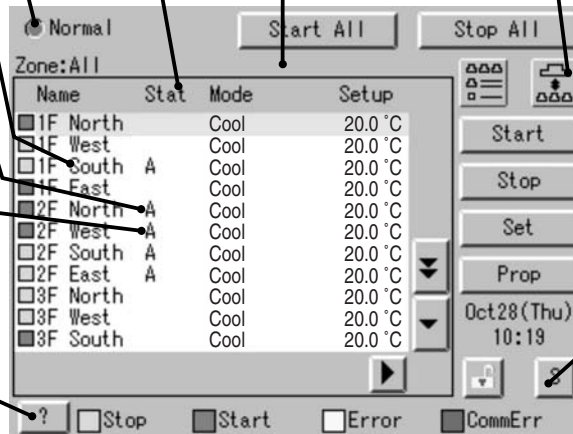 Normal Start All Stop All
Zone:All
Name Stat Mode Setup
1F North Cool 20.0 °C
1F West Cool 20.0 °C
1F South A Cool 20.0 °C
1F East Cool 20.0 °C
2F North A Cool 20.0 °C
2F West A Cool 20.0 °C
2F South A Cool 20.0 °C
2F East A Cool 20.0 °C
3F North Cool 20.0 °C
3F West Cool 20.0 °C
3F South Cool 20.0 °C
Start
Stop
Set
Prop
Oct28(Thu)
10:19
S
? Stop Start Error CommErr